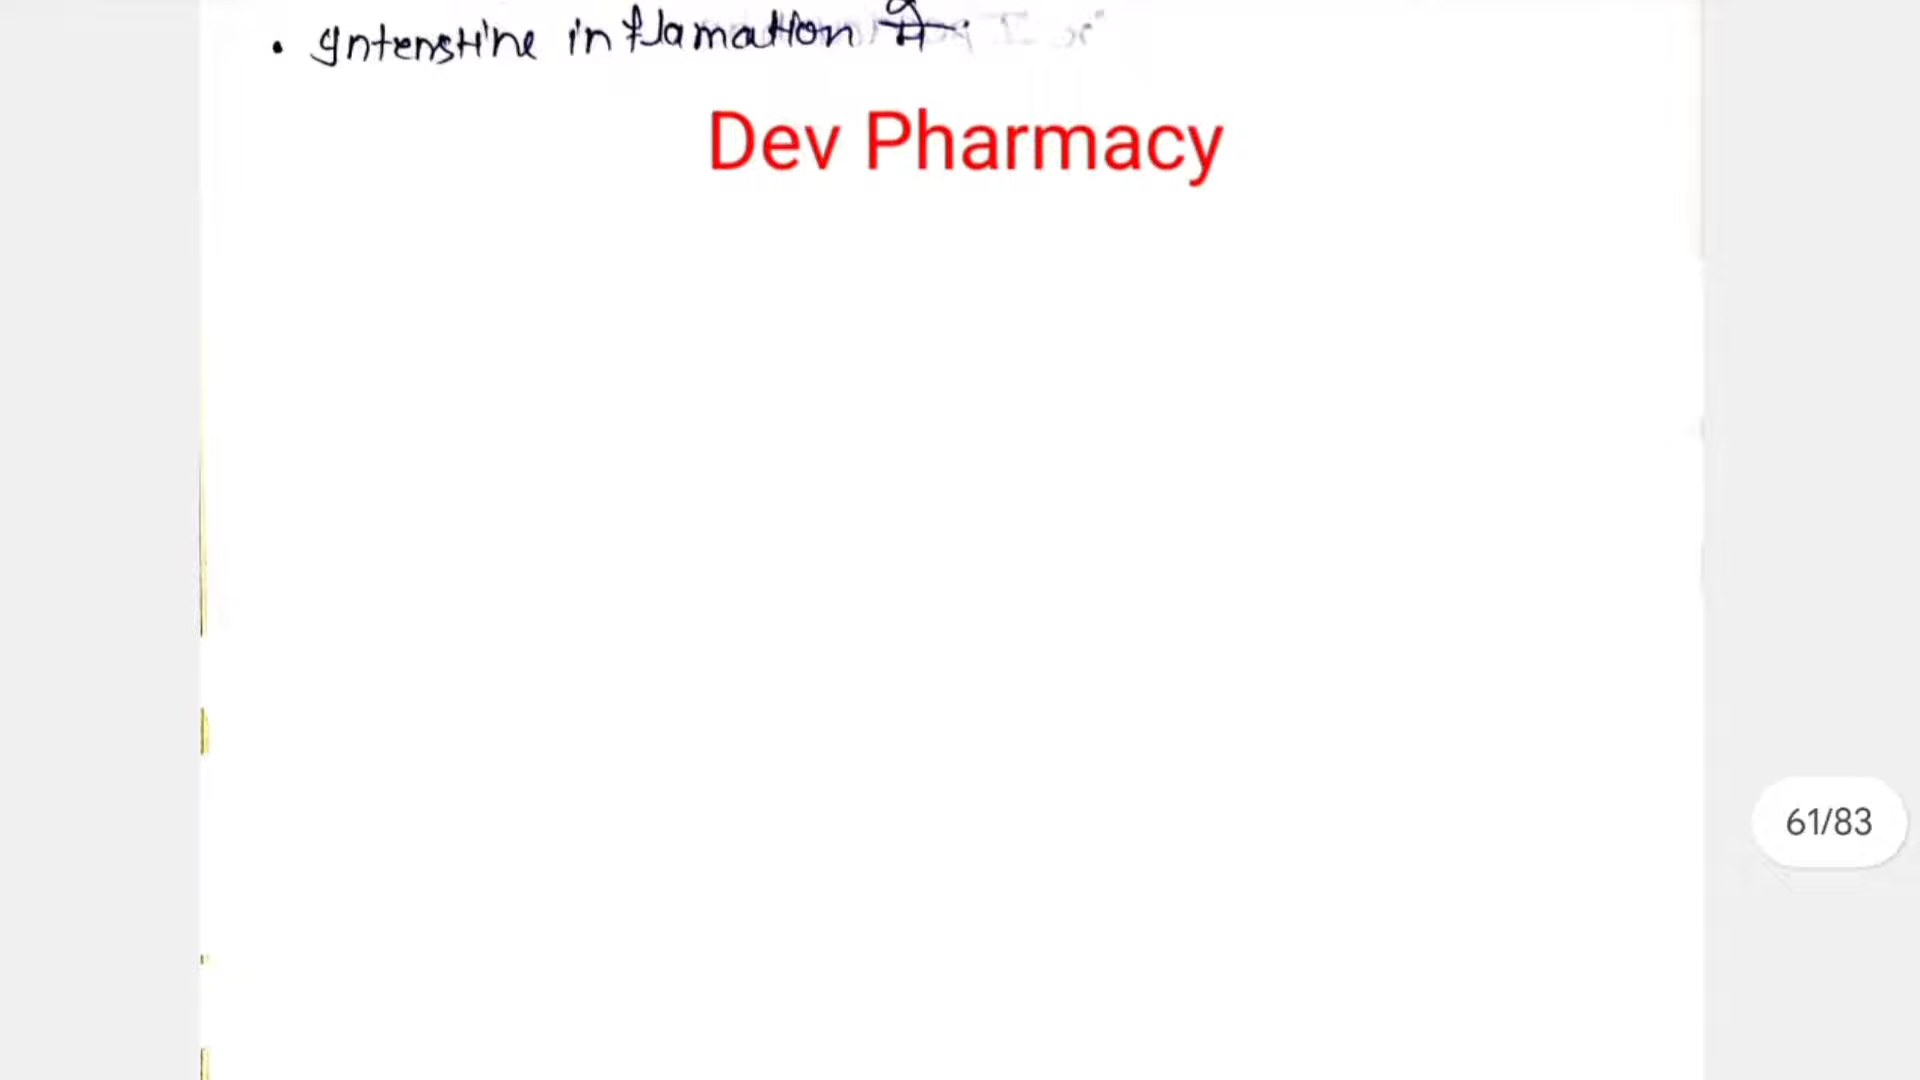 • Intenstine inflamation में
Dev Pharmacy
61/83